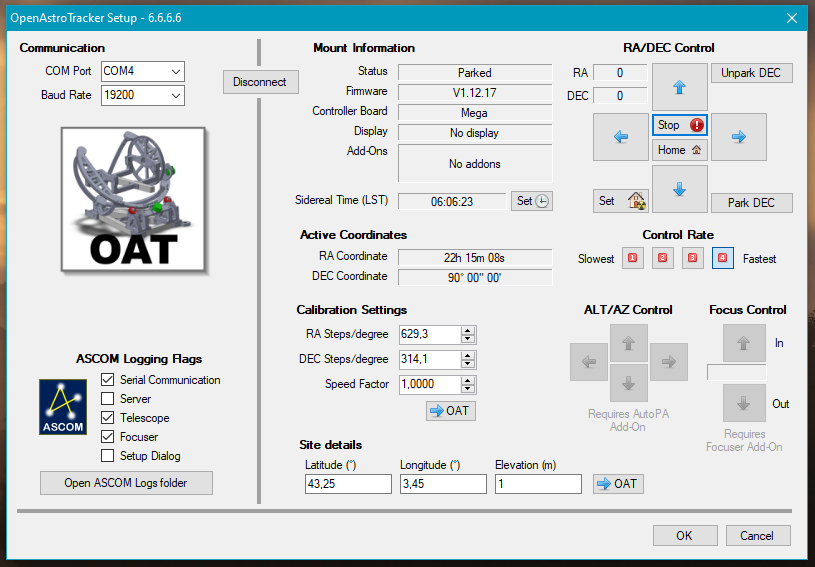 OpenAstroTracker Setup - 6.6.6.6
Communication
COM Port COM4
Baud Rate 19200
Disconnect
OAT
ASCOM Logging Flags
Serial Communication
Server
Telescope
Focuser
Setup Dialog
ASCOM
Open ASCOM Logs folder
Mount Information
Status Parked
Firmware V1.12.17
Controller Board Mega
Display No display
Add-Ons No addons
Sidereal Time (LST) 06:06:23 Set
Active Coordinates
RA Coordinate 22h 15m 08s
DEC Coordinate 90° 00" 00'
Calibration Settings
RA Steps/degree 629,3
DEC Steps/degree 314,1
Speed Factor 1,0000
OAT
Site details
Latitude (°) Longitude (°) Elevation (m)
43,25 3,45 1 OAT
RA/DEC Control
RA 0 Unpark DEC
DEC 0
Stop
Home
Set Park DEC
Control Rate
Slowest 1 2 3 4 Fastest
ALT/AZ Control
Requires AutoPA
Add-On
Focus Control
In
Out
Requires
Focuser Add-On
OK Cancel